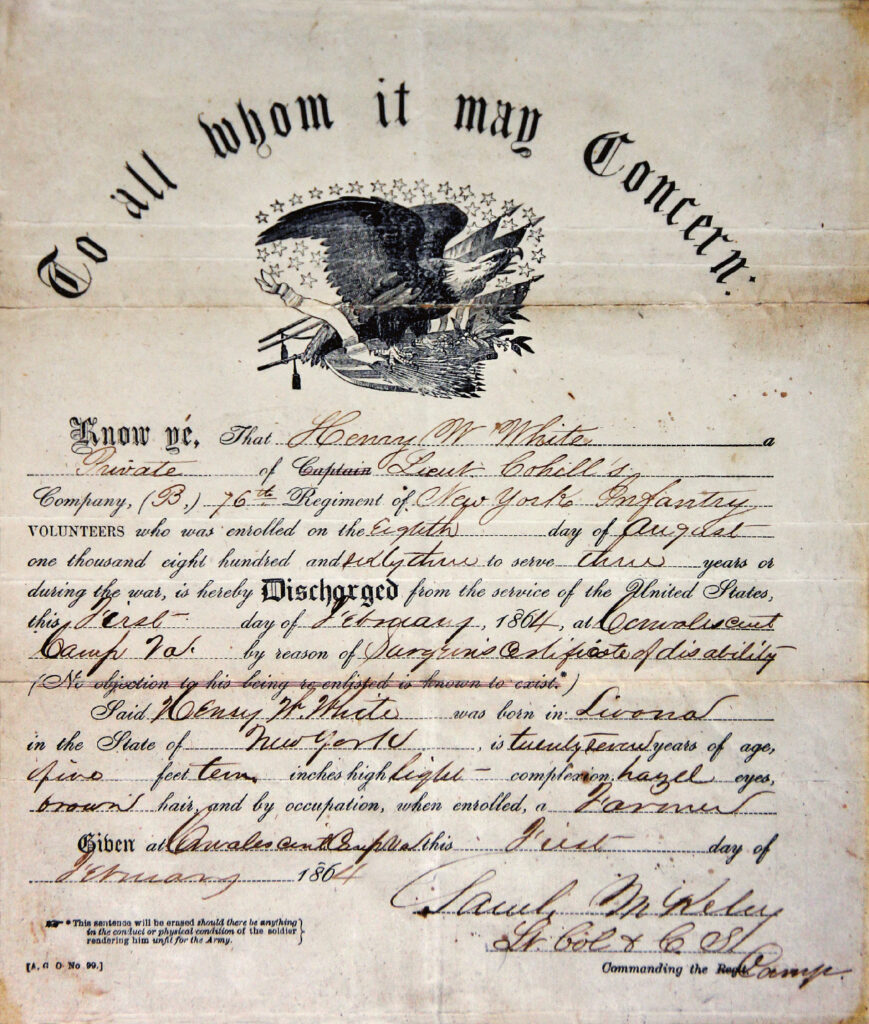 To all whom it may Concern:
Know ye, That Henry W White a
Private of Captain Lieut Cohill's
Company, (B.) 76th Regiment of New York Infantry
VOLUNTEERS who was enrolled on the Eighth day of August
one thousand eight hundred and sixty three to serve three years or
during the war, is hereby Discharged from the service of the United States,
this First day of February, 1864, at Convalescent
Camp Va. by reason of Surgeon's Certificate of disability
(No objection to his being re-enlisted is known to exist.*)
Said Henry W. White was born in Livonia
in the State of New York, is twenty seven years of age,
five feet ten inches high light complexion, hazel eyes,
brown hair, and by occupation, when enrolled, a Farmer
Given at Convalescent Camp Va this First day of
February 1864
Saml McKelvy
Lt Col & C. S.
Commanding the Reg't Camp.
* This sentence will be erased should there be anything
in the conduct or physical condition of the soldier
rendering him unfit for the Army.
[A. G. O. No. 99.]